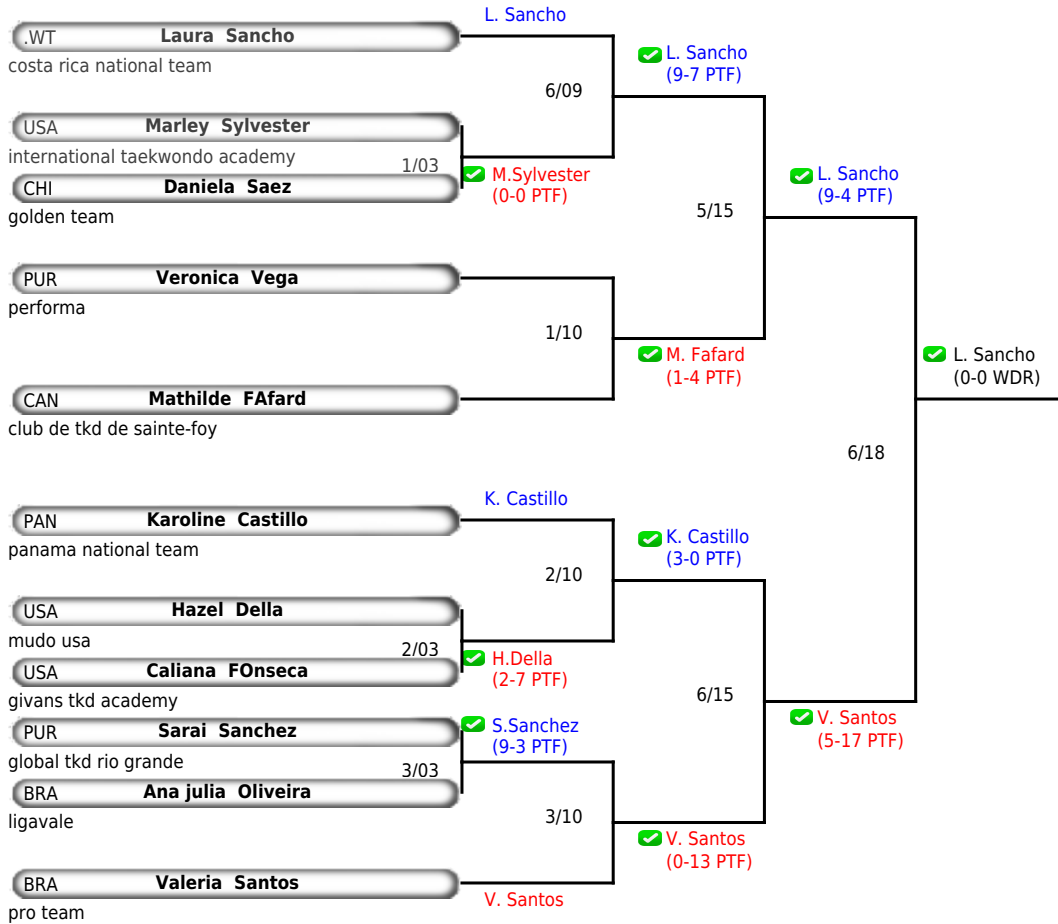 L. Sancho
.WT Laura Sancho
costa rica national team
L. Sancho
(9-7 PTF)
6/09
USA Marley Sylvester
international taekwondo academy
1/03
M.Sylvester
(0-0 PTF)
CHI Daniela Saez
golden team
L. Sancho
(9-4 PTF)
5/15
PUR Veronica Vega
performa
1/10
M. Fafard
(1-4 PTF)
L. Sancho
(0-0 WDR)
CAN Mathilde FAfard
club de tkd de sainte-foy
6/18
K. Castillo
PAN Karoline Castillo
panama national team
K. Castillo
(3-0 PTF)
2/10
USA Hazel Della
mudo usa
2/03
H.Della
(2-7 PTF)
USA Caliana FOnseca
givans tkd academy
6/15
V. Santos
(5-17 PTF)
PUR Sarai Sanchez
global tkd rio grande
S.Sanchez
(9-3 PTF)
3/03
BRA Ana julia Oliveira
ligavale
3/10
V. Santos
(0-13 PTF)
BRA Valeria Santos
pro team
V. Santos